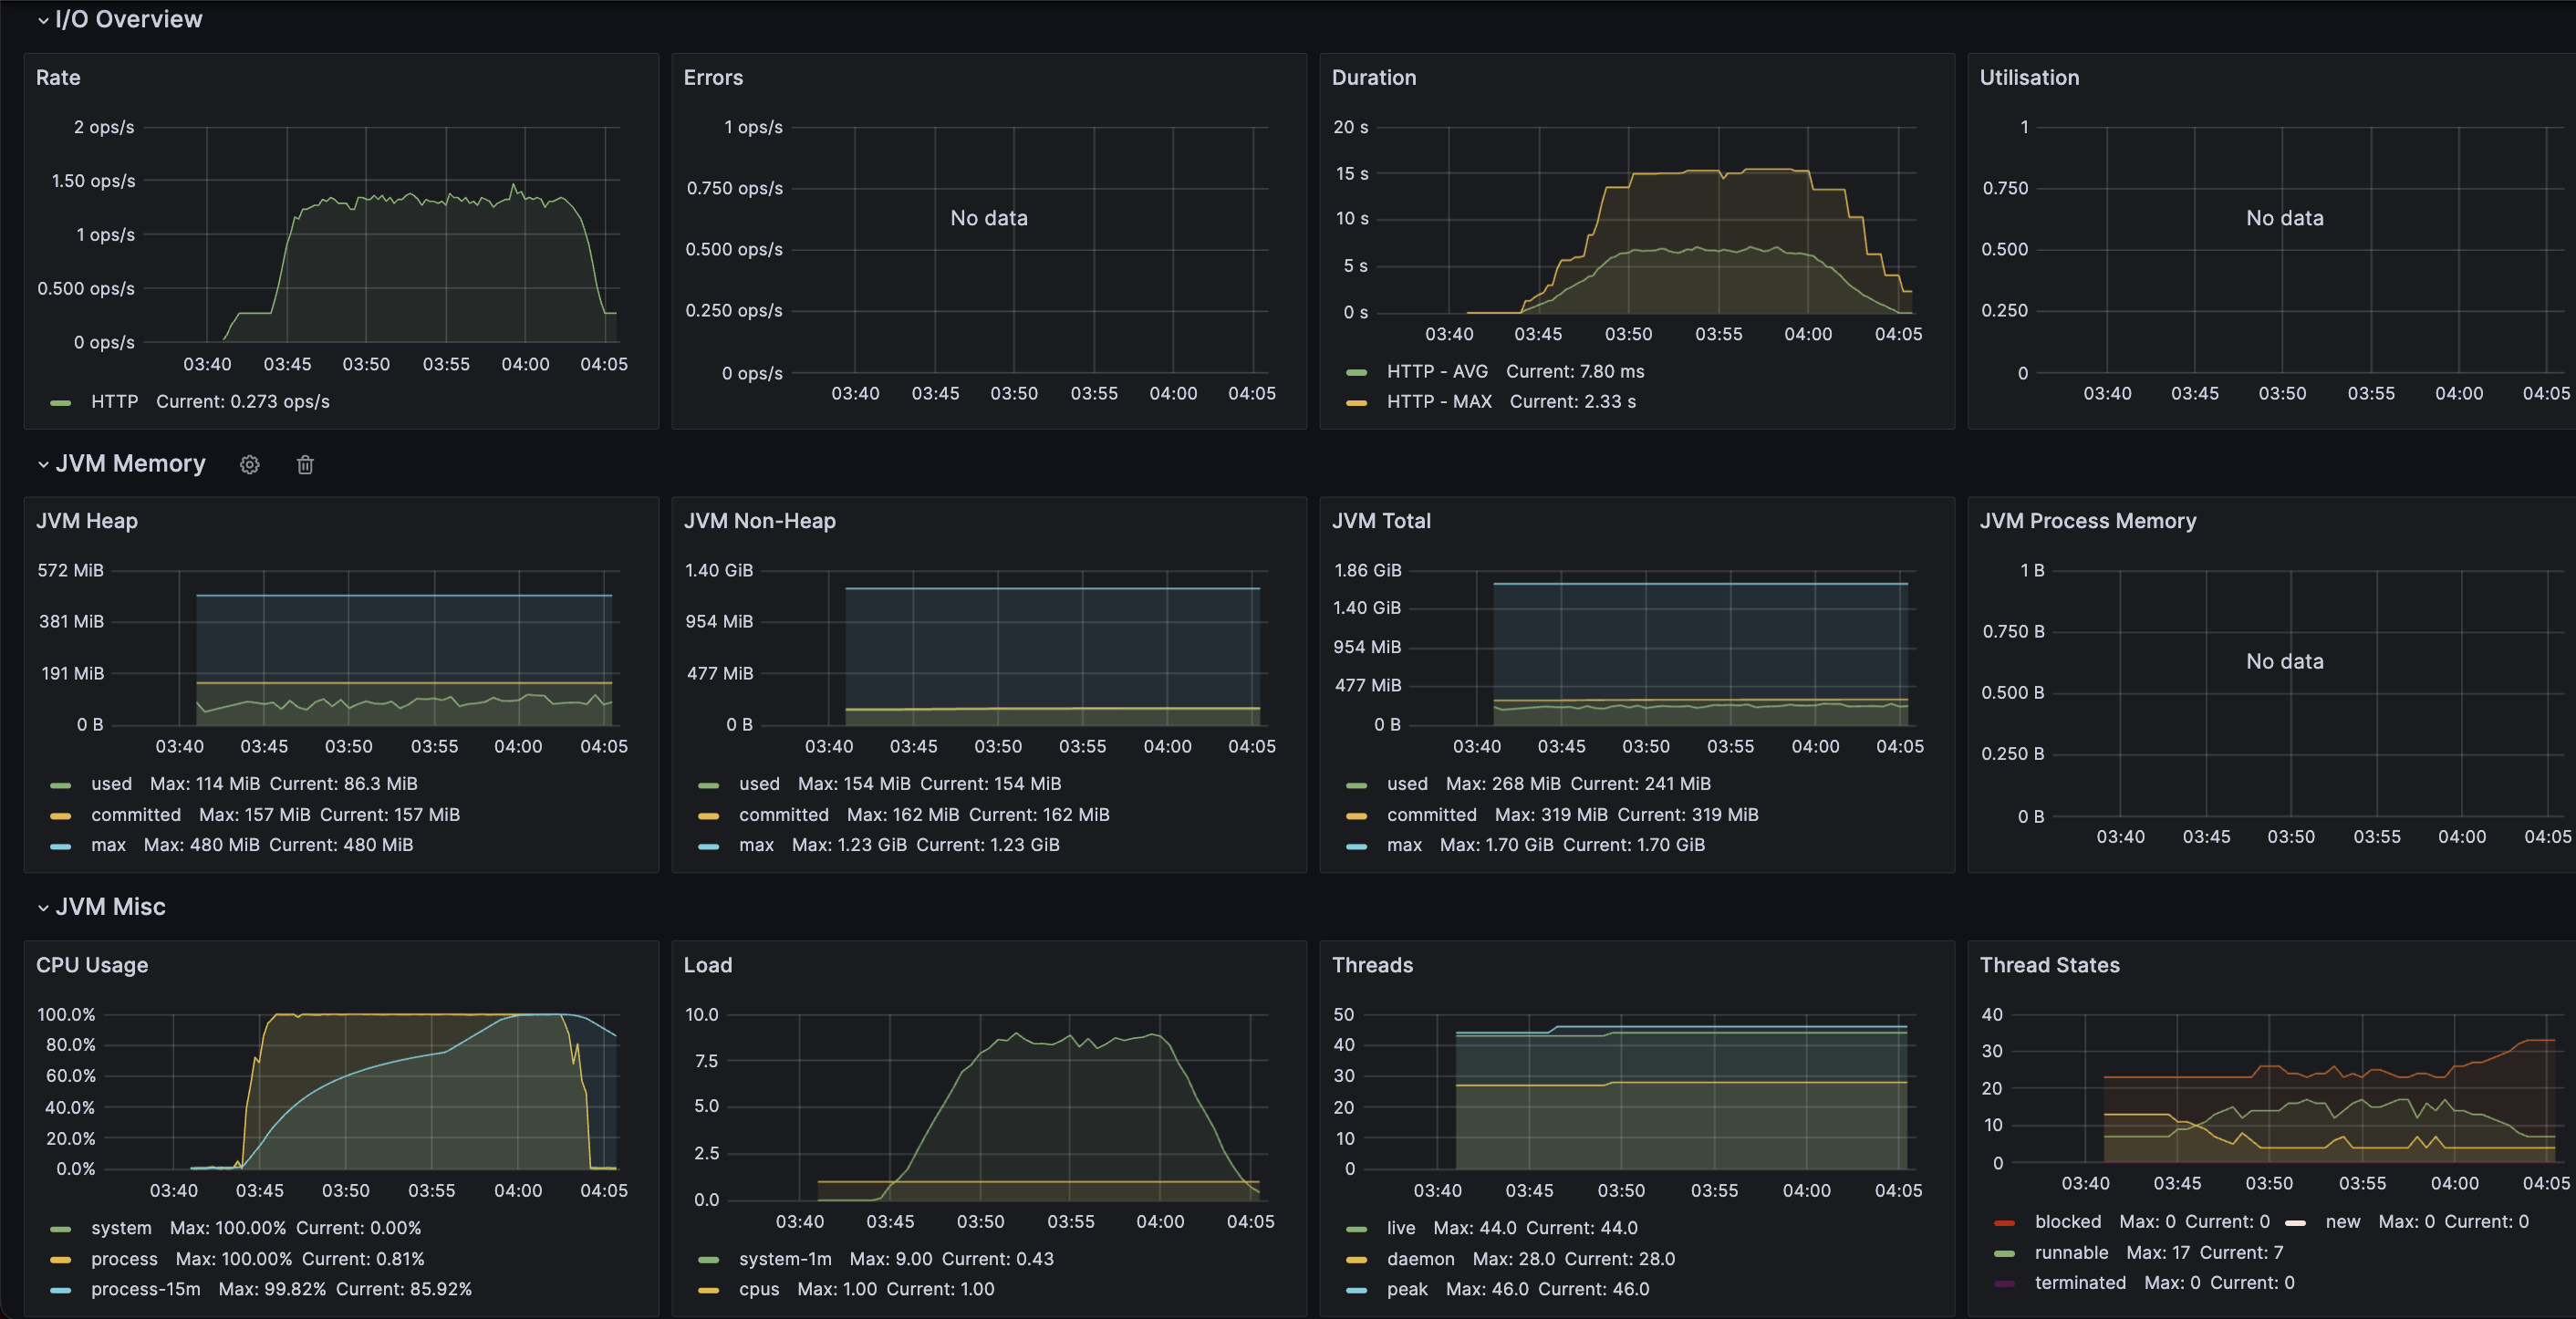 I/O Overview
Rate
2 ops/s
1.50 ops/s
1 ops/s
0.500 ops/s
0 ops/s
03:40 03:45 03:50 03:55 04:00 04:05
HTTP Current: 0.273 ops/s
Errors
1 ops/s
0.750 ops/s
0.500 ops/s
0.250 ops/s
0 ops/s
No data
03:40 03:45 03:50 03:55 04:00 04:05
Duration
20 s
15 s
10 s
5 s
0 s
03:40 03:45 03:50 03:55 04:00 04:05
HTTP - AVG Current: 7.80 ms
HTTP - MAX Current: 2.33 s
Utilisation
1
0.750
0.500
0.250
0
No data
03:40 03:45 03:50 03:55 04:00 04:05
JVM Memory
JVM Heap
572 MiB
381 MiB
191 MiB
0 B
03:40 03:45 03:50 03:55 04:00 04:05
used Max: 114 MiB Current: 86.3 MiB
committed Max: 157 MiB Current: 157 MiB
max Max: 480 MiB Current: 480 MiB
JVM Non-Heap
1.40 GiB
954 MiB
477 MiB
0 B
03:40 03:45 03:50 03:55 04:00 04:05
used Max: 154 MiB Current: 154 MiB
committed Max: 162 MiB Current: 162 MiB
max Max: 1.23 GiB Current: 1.23 GiB
JVM Total
1.86 GiB
1.40 GiB
954 MiB
477 MiB
0 B
03:40 03:45 03:50 03:55 04:00 04:05
used Max: 268 MiB Current: 241 MiB
committed Max: 319 MiB Current: 319 MiB
max Max: 1.70 GiB Current: 1.70 GiB
JVM Process Memory
1 B
0.750 B
0.500 B
0.250 B
0 B
No data
03:40 03:45 03:50 03:55 04:00 04:05
JVM Misc
CPU Usage
100.0%
80.0%
60.0%
40.0%
20.0%
0.0%
03:40 03:45 03:50 03:55 04:00 04:05
system Max: 100.00% Current: 0.00%
process Max: 100.00% Current: 0.81%
process-15m Max: 99.82% Current: 85.92%
Load
10.0
7.5
5.0
2.5
0.0
03:40 03:45 03:50 03:55 04:00 04:05
system-1m Max: 9.00 Current: 0.43
cpus Max: 1.00 Current: 1.00
Threads
50
40
30
20
10
0
03:40 03:45 03:50 03:55 04:00 04:05
live Max: 44.0 Current: 44.0
daemon Max: 28.0 Current: 28.0
peak Max: 46.0 Current: 46.0
Thread States
40
30
20
10
0
03:40 03:45 03:50 03:55 04:00 04:05
blocked Max: 0 Current: 0 new Max: 0 Current: 0
runnable Max: 17 Current: 7
terminated Max: 0 Current: 0